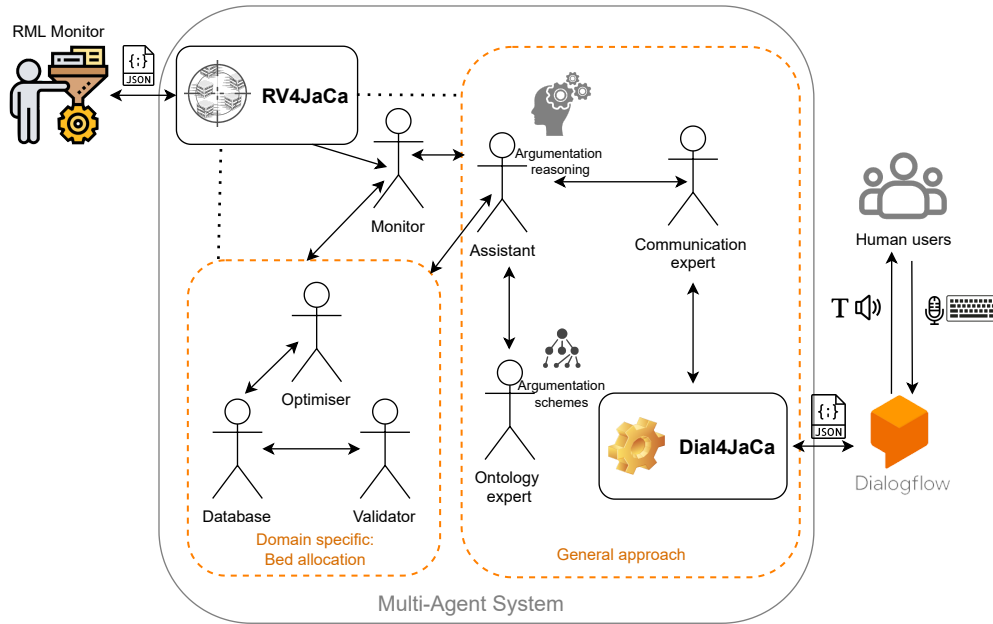 RML Monitor
{:}
JSON
RV4JaCa
Argumentation
reasoning
Monitor
Assistant
Communication
expert
Human users
T
Optimiser
Argumentation
schemes
{:}
JSON
Dial4JaCa
Ontology
expert
Dialogflow
Database
Validator
Domain specific:
Bed allocation
General approach
Multi-Agent System